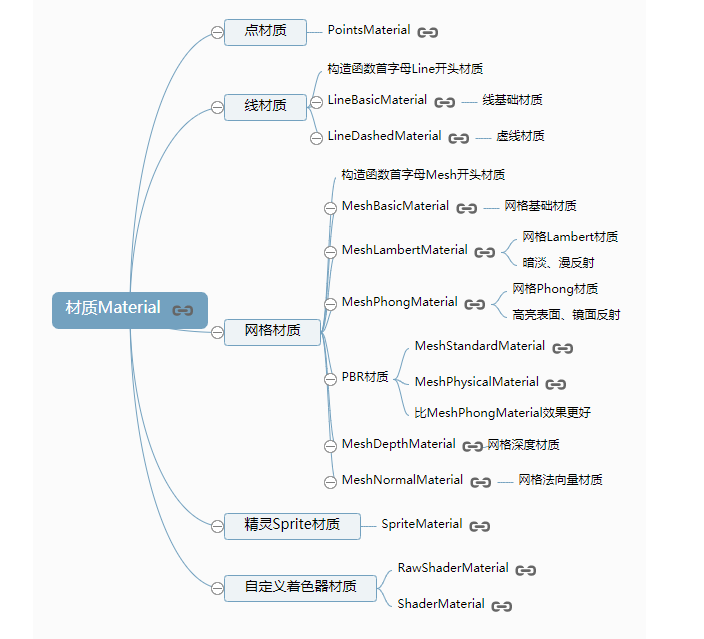 点材质
PointsMaterial
线材质
构造函数首字母Line开头材质
LineBasicMaterial
线基础材质
LineDashedMaterial
虚线材质
材质Material
网格材质
构造函数首字母Mesh开头材质
MeshBasicMaterial
网格基础材质
MeshLambertMaterial
网格Lambert材质
暗淡、漫反射
MeshPhongMaterial
网格Phong材质
高亮表面、镜面反射
PBR材质
MeshStandardMaterial
MeshPhysicalMaterial
比MeshPhongMaterial效果更好
MeshDepthMaterial
网格深度材质
MeshNormalMaterial
网格法向量材质
精灵Sprite材质
SpriteMaterial
自定义着色器材质
RawShaderMaterial
ShaderMaterial